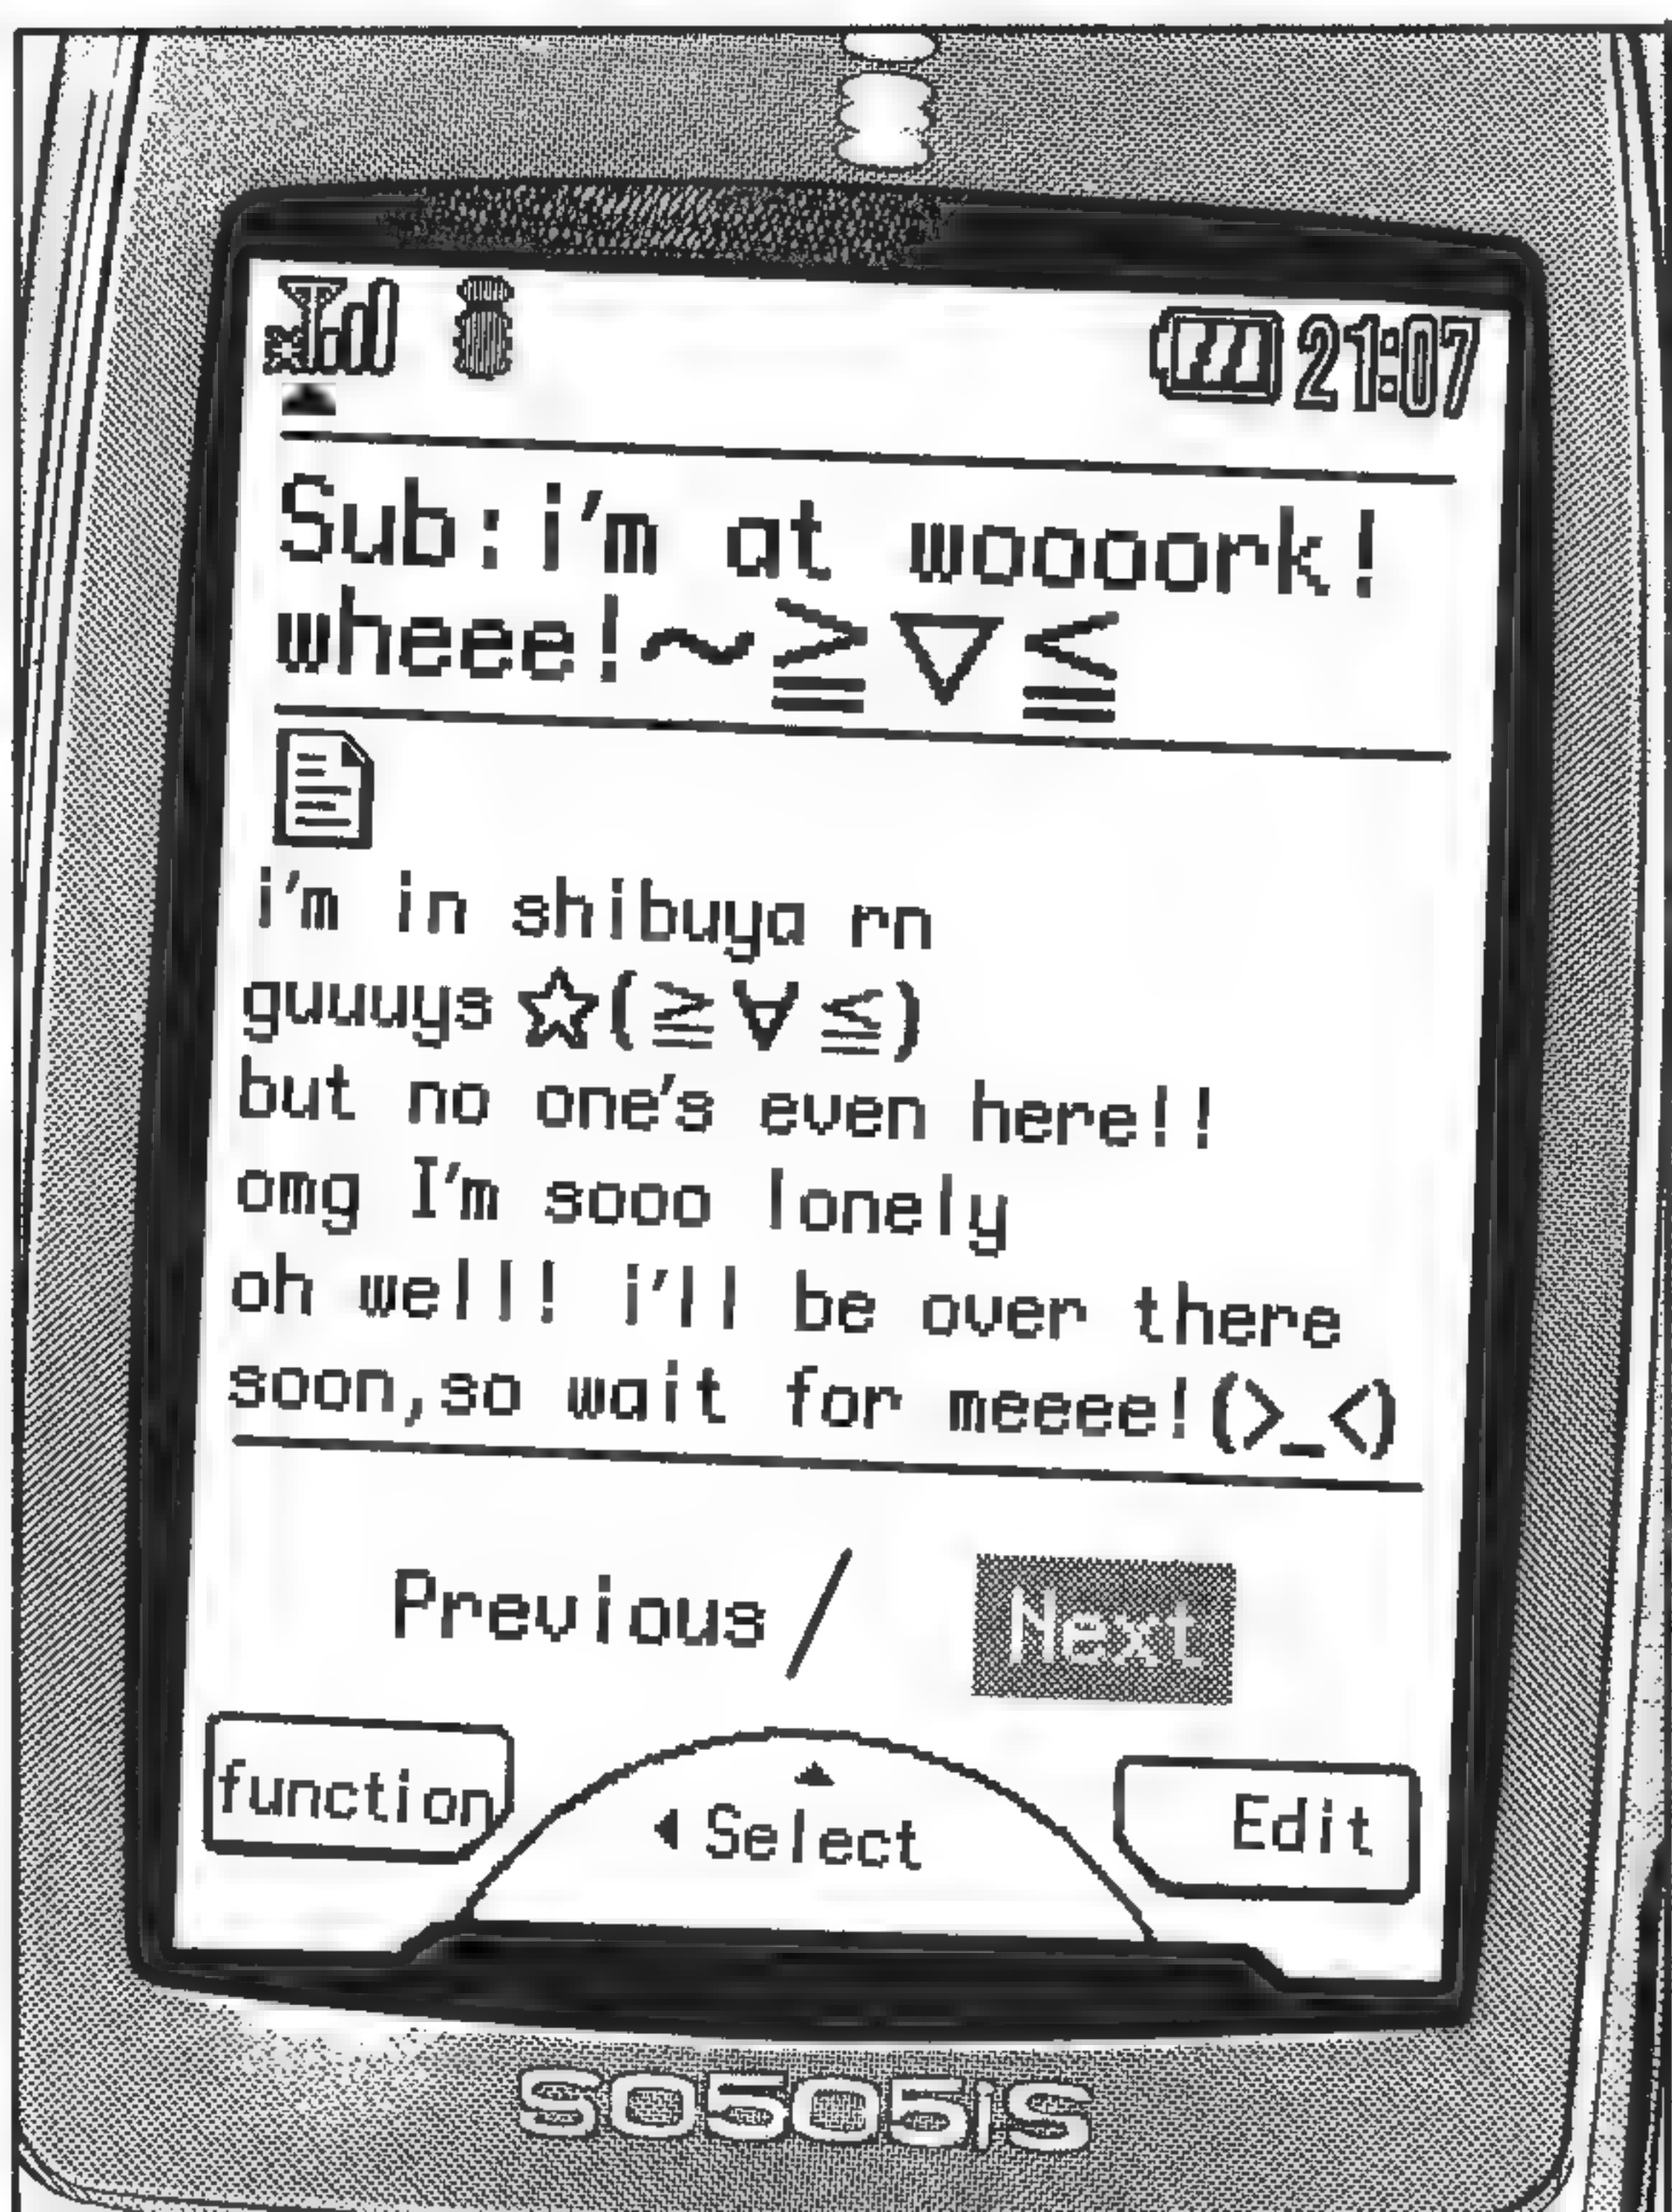 21:07
Sub:i'm at woooork!
wheee!～≧▽≦
i'm in shibuya rn
guuuys☆(≧∀≦)
but no one's even here!!
omg I'm sooo lonely
oh well! i'll be over there
soon,so wait for meeee!(>_<)
Previous/ Next
function ◂Select Edit
SO505iS